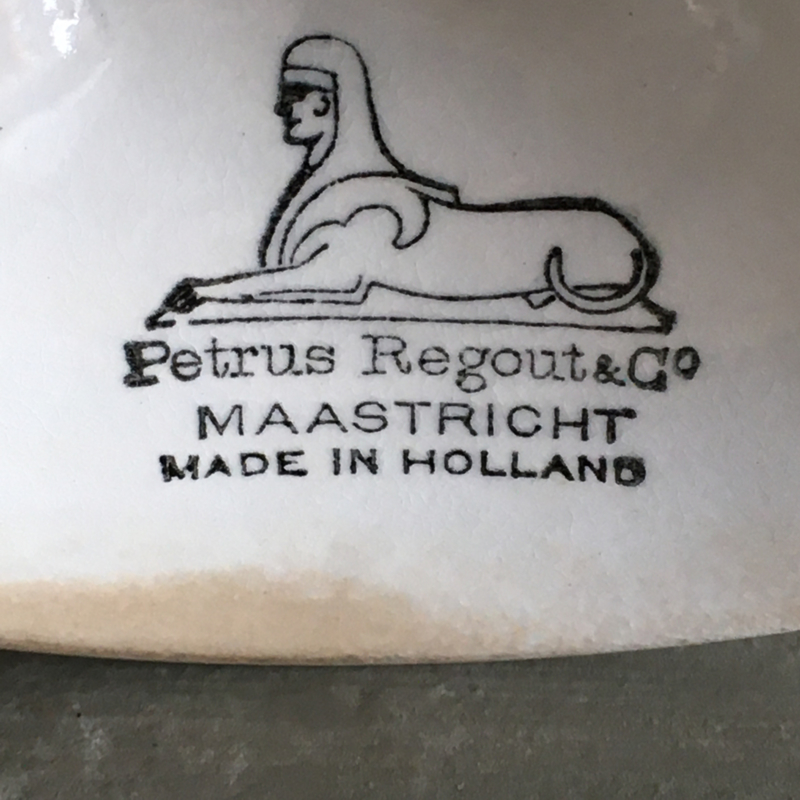 Petrus Regout & Cº
MAASTRICHT
MADE IN HOLLAND